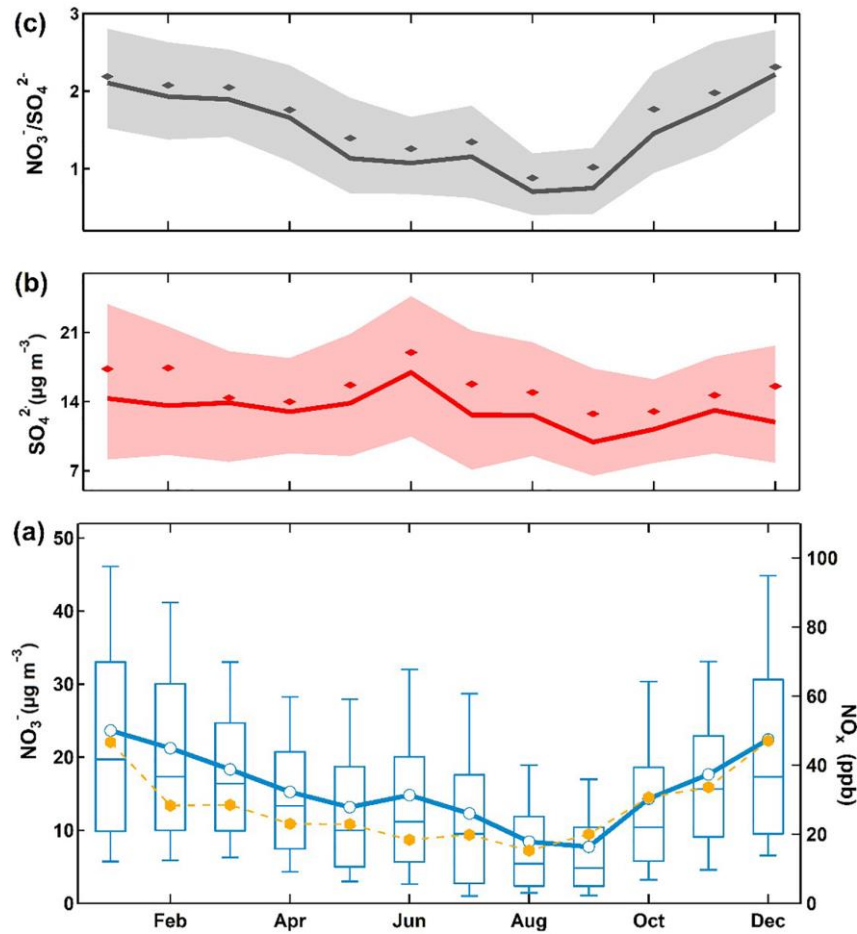 (c)
3
2
1
NO₃⁻/SO₄²⁻
(b)
21
14
7
SO₄²⁻ (µg m⁻³)
(a)
50
40
30
20
10
0
NO₃⁻ (µg m⁻³)
100
80
60
40
20
0
NOₓ (ppb)
Feb Apr Jun Aug Oct Dec